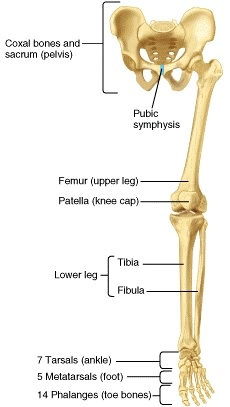 Coxal bones and
sacrum (pelvis)
Pubic
symphysis
Femur (upper leg)
Patella (knee cap)
Tibia
Lower leg
Fibula
7 Tarsals (ankle)
5 Metatarsals (foot)
14 Phalanges (toe bones)